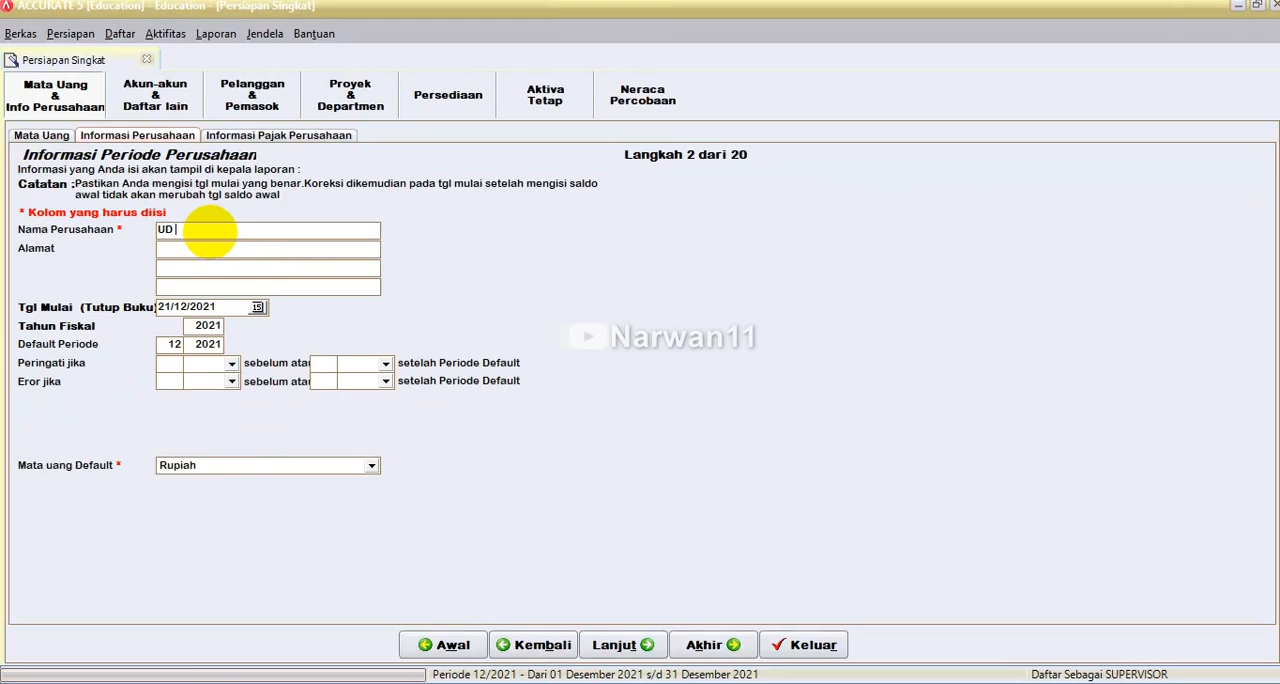 ACCURATE 5 [Education] - Education - [Persiapan Singkat]
Berkas Persiapan Daftar Aktifitas Laporan Jendela Bantuan
Persiapan Singkat
Mata Uang & Info Perusahaan
Akun-akun & Daftar lain
Pelanggan & Pemasok
Proyek & Departmen
Persediaan
Aktiva Tetap
Neraca Percobaan
Mata Uang Informasi Perusahaan Informasi Pajak Perusahaan
Informasi Periode Perusahaan Langkah 2 dari 20
Informasi yang Anda isi akan tampil di kepala laporan :
Catatan : Pastikan Anda mengisi tgl mulai yang benar.Koreksi dikemudian pada tgl mulai setelah mengisi saldo
awal tidak akan merubah tgl saldo awal
* Kolom yang harus diisi
Nama Perusahaan * UD
Alamat
Tgl Mulai (Tutup Buku) 21/12/2021 15
Tahun Fiskal 2021
Narwan11
Default Periode 12 2021
Peringati jika sebelum atau setelah Periode Default
Eror jika sebelum atau setelah Periode Default
Mata uang Default * Rupiah
Awal Kembali Lanjut Akhir Keluar
Periode 12/2021 - Dari 01 Desember 2021 s/d 31 Desember 2021 Daftar Sebagai SUPERVISOR